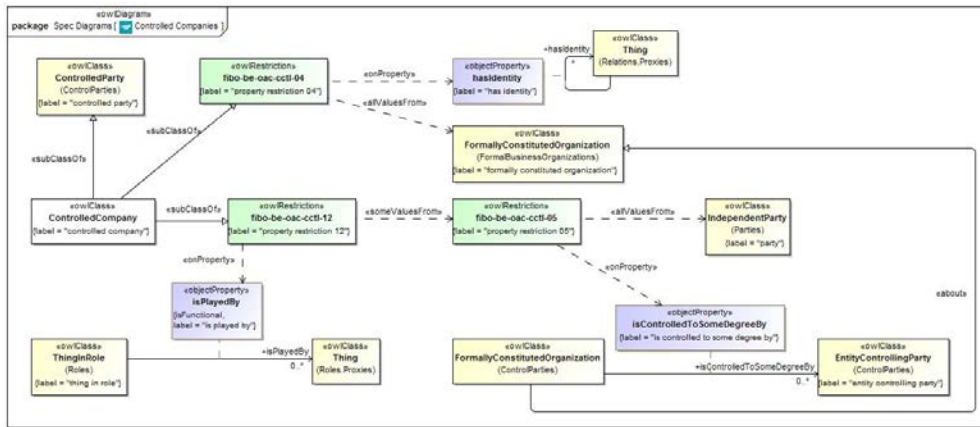 «owlDiagram»
package Spec Diagrams [ Controlled Companies ]
«owlClass»
ControlledParty
(ControlParties)
{label = "controlled party"}
«owlRestriction»
fibo-be-oac-cctl-04
{label = "property restriction 04"}
«onProperty»
«objectProperty»
hasIdentity
{label = "has identity"}
+hasIdentity
*
«owlClass»
Thing
(Relations.Proxies)
«allValuesFrom»
«owlClass»
FormallyConstitutedOrganization
(FormalBusinessOrganizations)
{label = "formally constituted organization"}
«subClassOf»
«subClassOf»
«owlClass»
ControlledCompany
{label = "controlled company"}
«subClassOf»
«owlRestriction»
fibo-be-oac-cctl-12
{label = "property restriction 12"}
«someValuesFrom»
«owlRestriction»
fibo-be-oac-cctl-05
{label = "property restriction 05"}
«allValuesFrom»
«owlClass»
IndependentParty
(Parties)
{label = "party"}
«onProperty»
«onProperty»
«objectProperty»
isPlayedBy
{isFunctional,
label = "is played by"}
«objectProperty»
isControlledToSomeDegreeBy
{label = "is controlled to some degree by"}
«about»
«owlClass»
ThingInRole
(Roles)
{label = "thing in role"}
+isPlayedBy
0..*
«owlClass»
Thing
(Roles.Proxies)
«owlClass»
FormallyConstitutedOrganization
(ControlParties)
+isControlledToSomeDegreeBy
0..*
«owlClass»
EntityControllingParty
(ControlParties)
{label = "entity controlling party"}